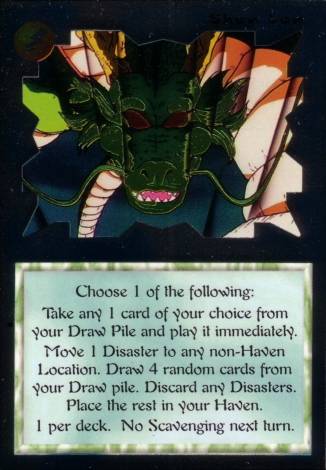 Shen Lon
Choose 1 of the following:
Take any 1 card of your choice from
your Draw Pile and play it immediately.
Move 1 Disaster to any non-Haven
Location. Draw 4 random cards from
your Draw pile. Discard any Disasters.
Place the rest in your Haven.
1 per deck. No Scavenging next turn.